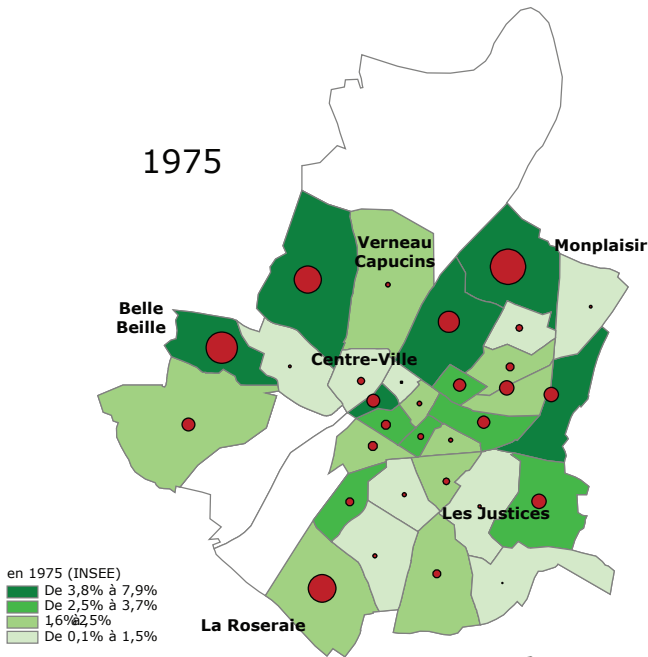 1975
Verneau
Capucins
Monplaisir
Belle
Beille
Centre-Ville
Les Justices
en 1975 (INSEE)
De 3,8% à 7,9%
De 2,5% à 3,7%
De 0,1% à 1,5%
La Roseraie